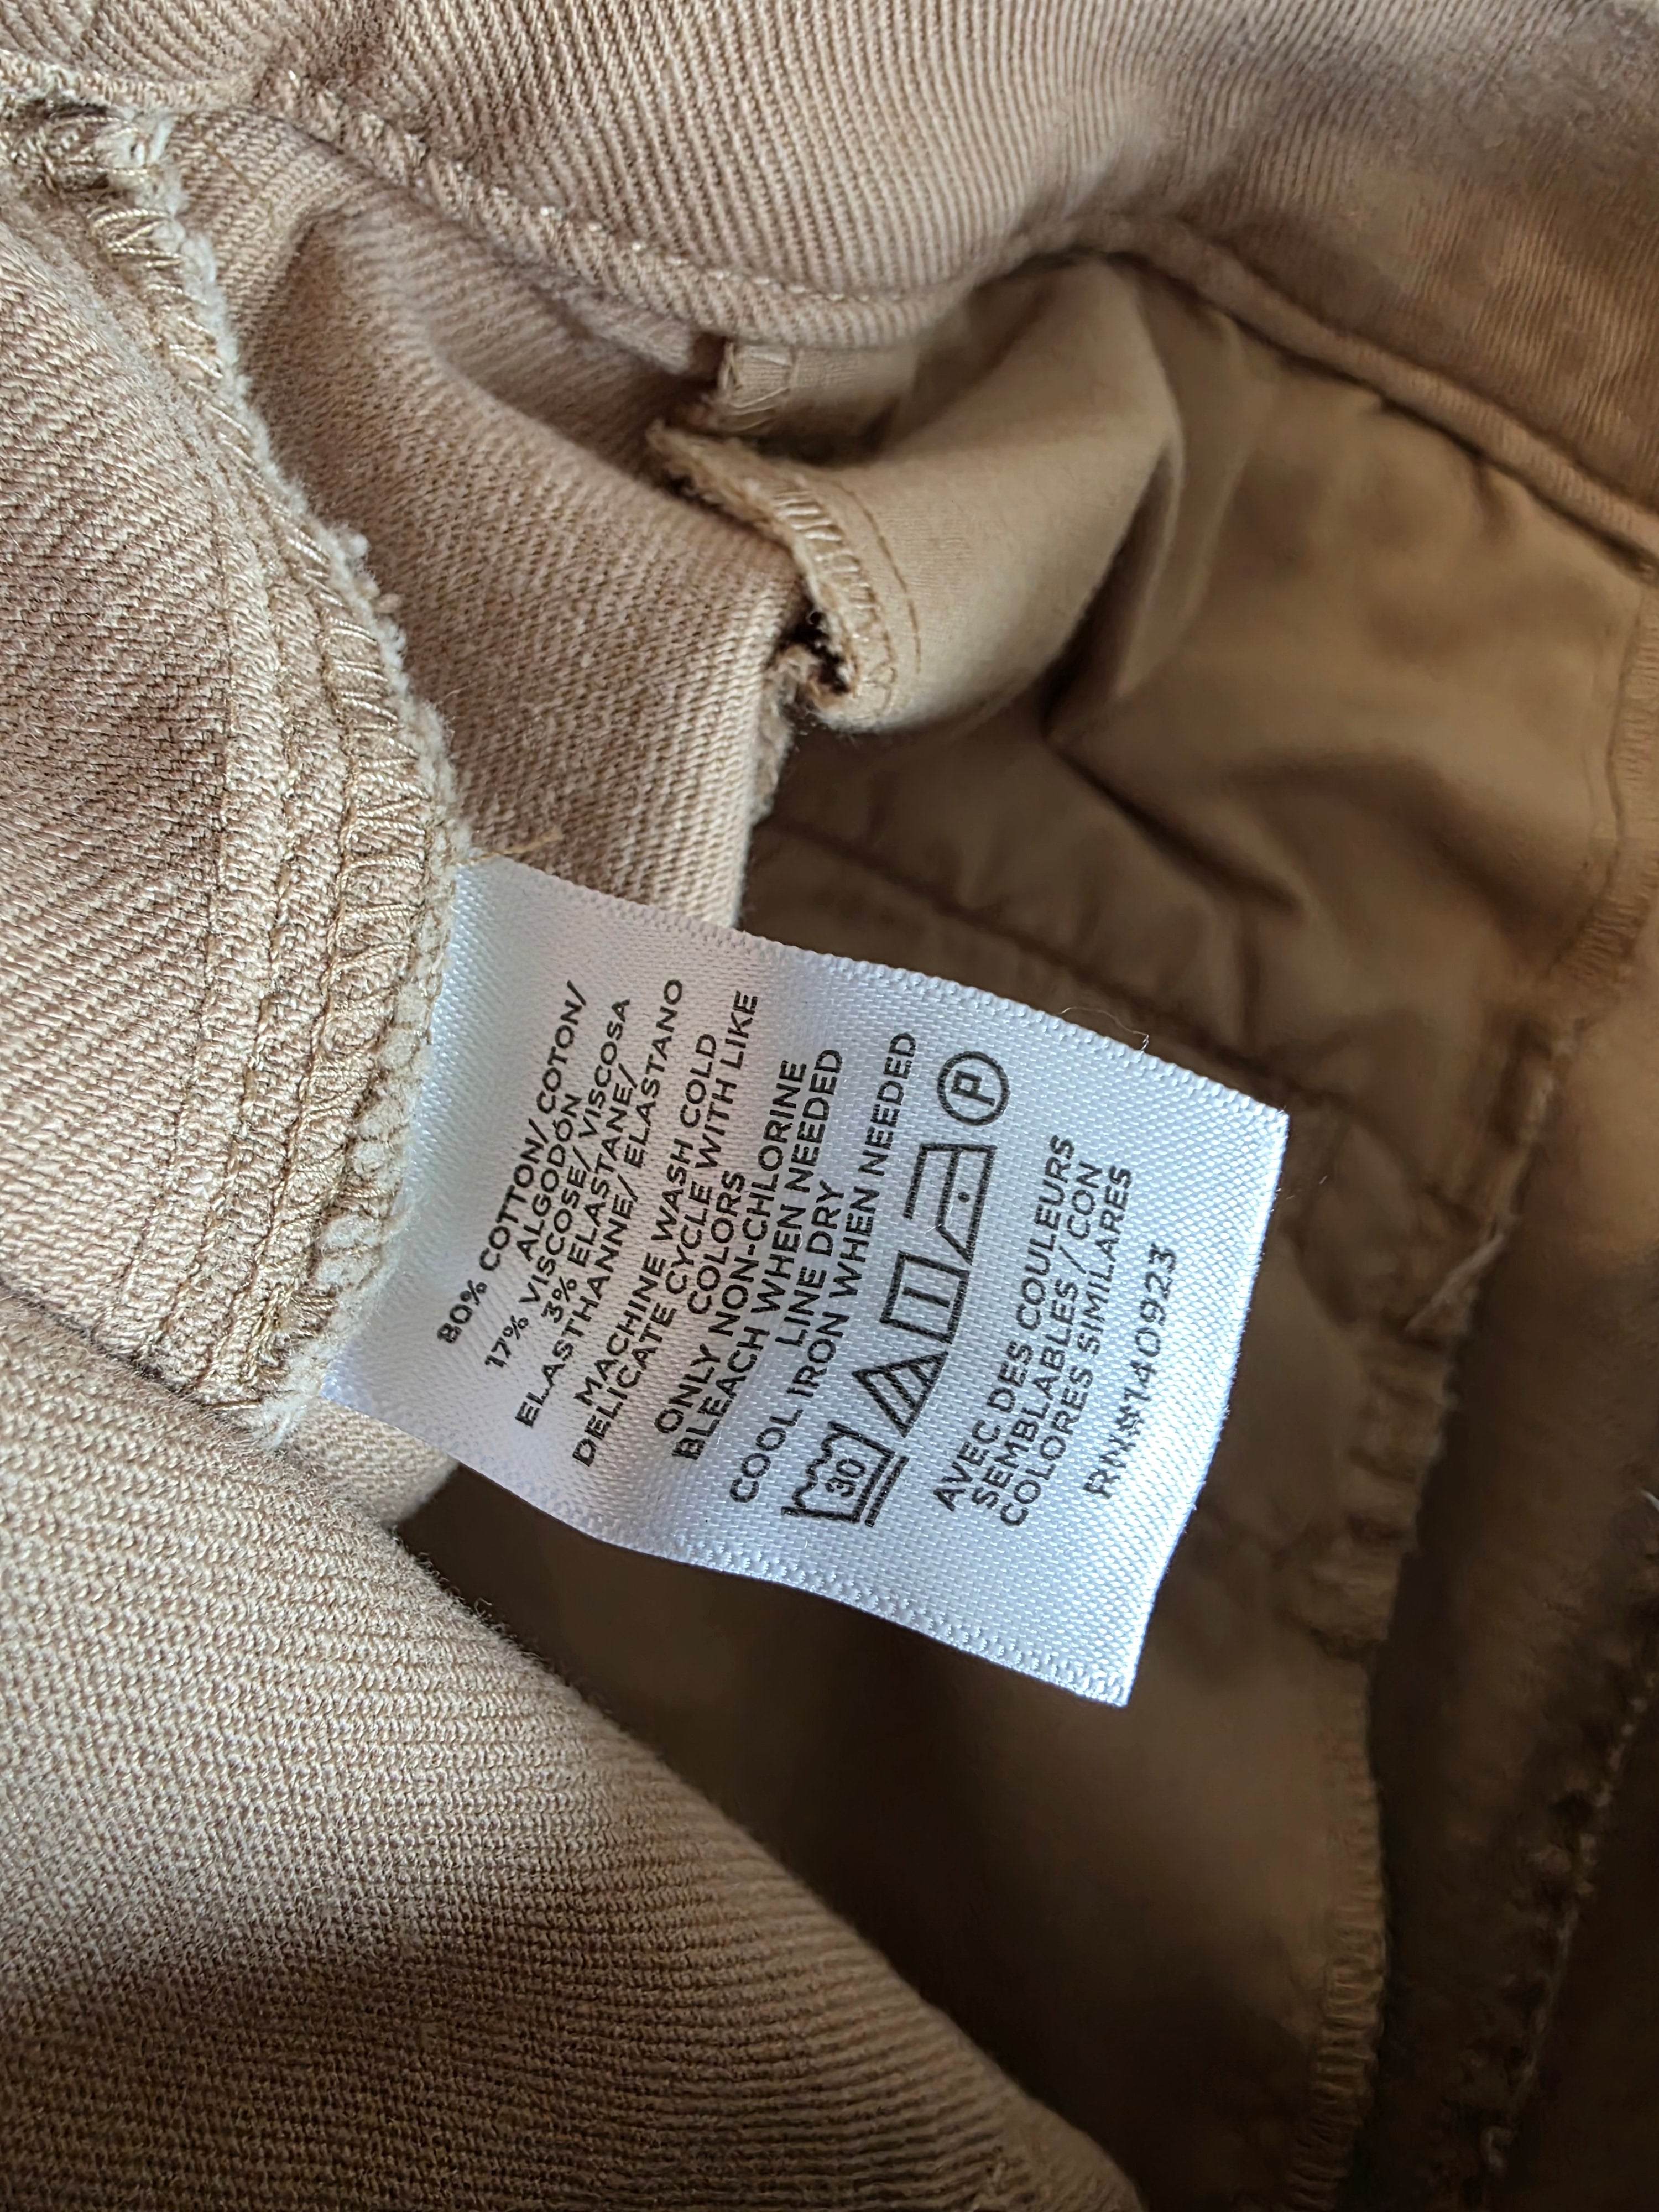 80% COTTON/ COTON/
ALGODÓN
17% VISCOSE/ VISCOSA
3% ELASTANE/
ELASTHANNE/ ELASTANO
MACHINE WASH COLD
DELICATE CYCLE WITH LIKE
COLORS
ONLY NON-CHLORINE
BLEACH WHEN NEEDED
LINE DRY
COOL IRON WHEN NEEDED
30 P
AVEC DES COULEURS
SEMBLABLES / CON
COLORES SIMILARES
RN#140923